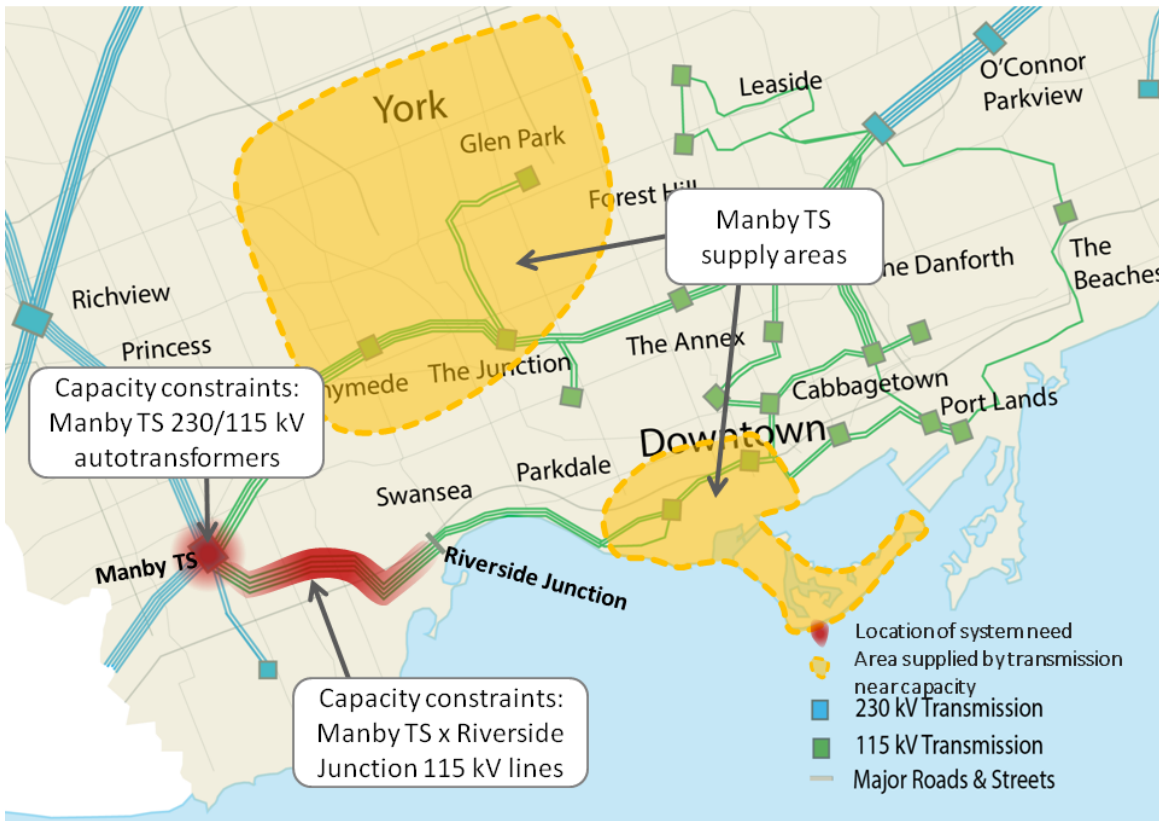 York
Leaside
O'Connor
Parkview
Glen Park
Forest Hill
Manby TS
supply areas
The Danforth
The
Beaches
Richview
Princess
The Annex
The Junction
nymede
Cabbagetown
Port Lands
Capacity constraints:
Manby TS 230/115 kV
autotransformers
Downtown
Parkdale
Swansea
Manby TS
Riverside Junction
Location of system need
Area supplied by transmission
near capacity
230 kV Transmission
115 kV Transmission
Major Roads & Streets
Capacity constraints:
Manby TS x Riverside
Junction 115 kV lines